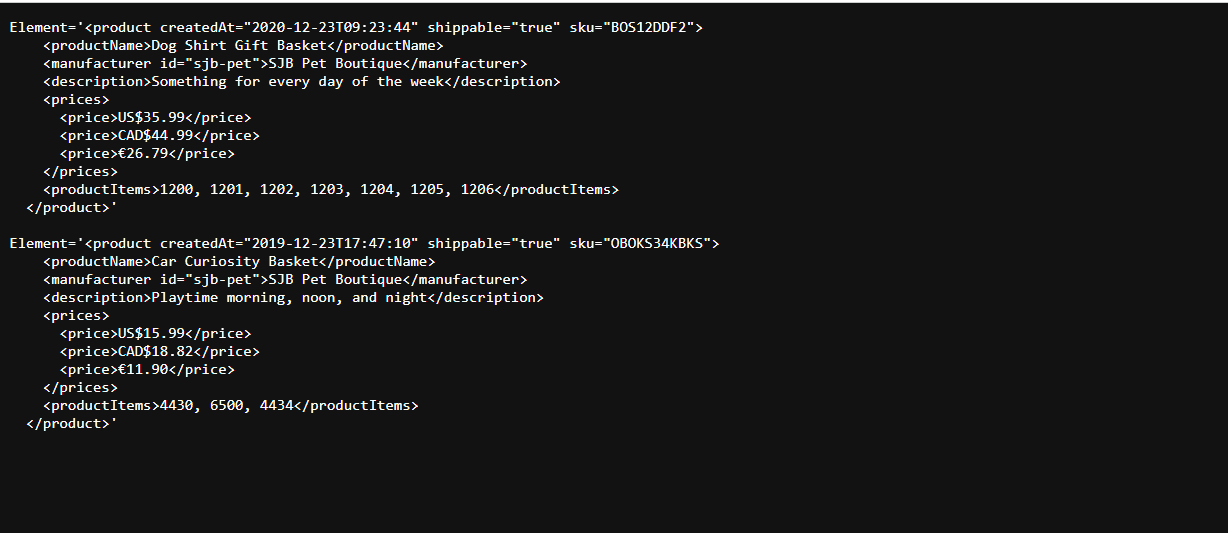 Element='<product createdAt="2020-12-23T09:23:44" shippable="true" sku="BOS12DDF2">
    <productName>Dog Shirt Gift Basket</productName>
    <manufacturer id="sjb-pet">SJB Pet Boutique</manufacturer>
    <description>Something for every day of the week</description>
    <prices>
      <price>US$35.99</price>
      <price>CAD$44.99</price>
      <price>€26.79</price>
    </prices>
    <productItems>1200, 1201, 1202, 1203, 1204, 1205, 1206</productItems>
  </product>'
Element='<product createdAt="2019-12-23T17:47:10" shippable="true" sku="OBOKS34KBKS">
    <productName>Car Curiosity Basket</productName>
    <manufacturer id="sjb-pet">SJB Pet Boutique</manufacturer>
    <description>Playtime morning, noon, and night</description>
    <prices>
      <price>US$15.99</price>
      <price>CAD$18.82</price>
      <price>€11.90</price>
    </prices>
    <productItems>4430, 6500, 4434</productItems>
  </product>'